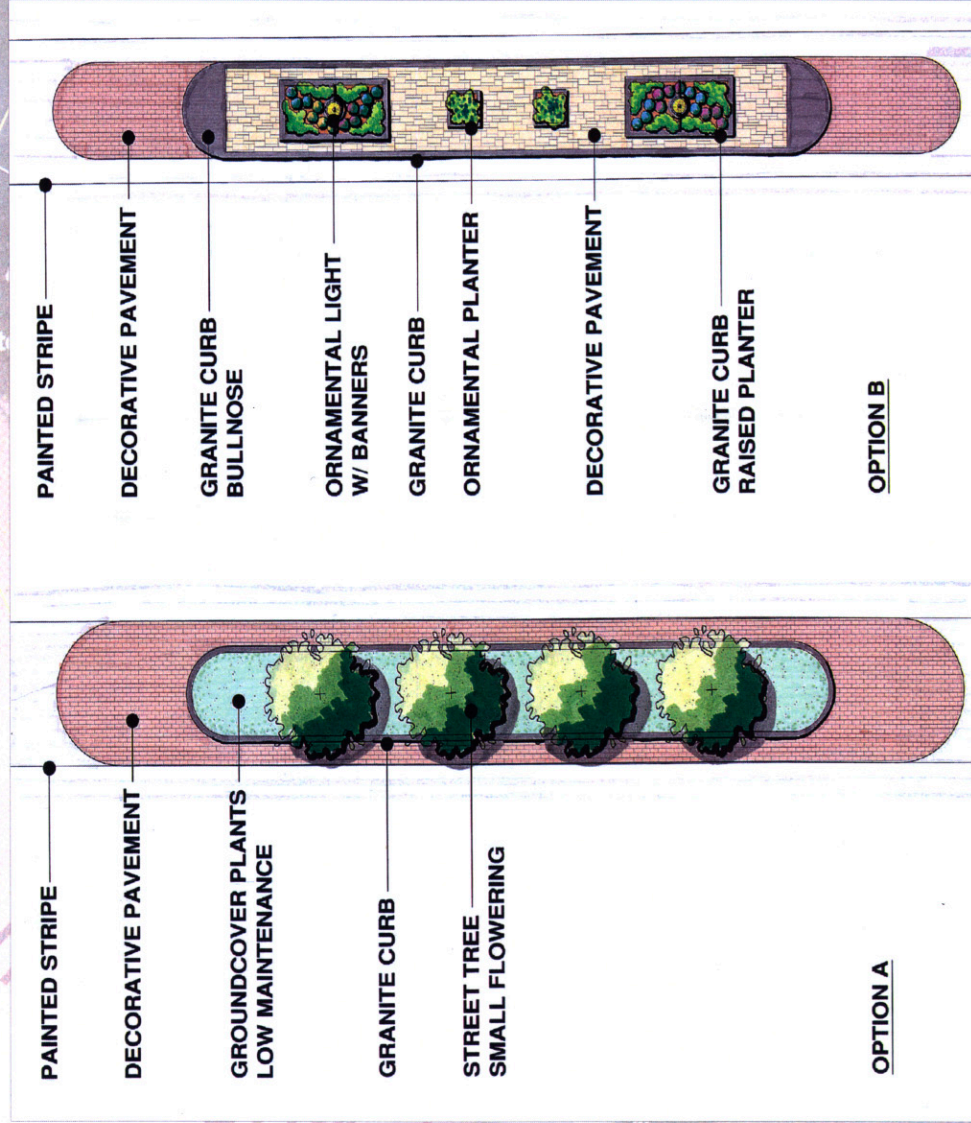 PAINTED STRIPE
DECORATIVE PAVEMENT
GROUNDCOVER PLANTS
LOW MAINTENANCE
GRANITE CURB
STREET TREE
SMALL FLOWERING
OPTION A
PAINTED STRIPE
DECORATIVE PAVEMENT
GRANITE CURB
BULLNOSE
ORNAMENTAL LIGHT
W/ BANNERS
GRANITE CURB
ORNAMENTAL PLANTER
DECORATIVE PAVEMENT
GRANITE CURB
RAISED PLANTER
OPTION B